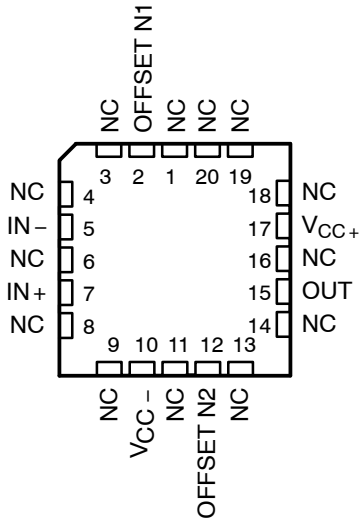 NC
OFFSET N1
NC
NC
NC
3
2
1
20
19
NC 4
IN− 5
NC 6
IN+ 7
NC 8
18 NC
17 VCC+
16 NC
15 OUT
14 NC
9
10
11
12
13
NC
VCC −
NC
OFFSET N2
NC